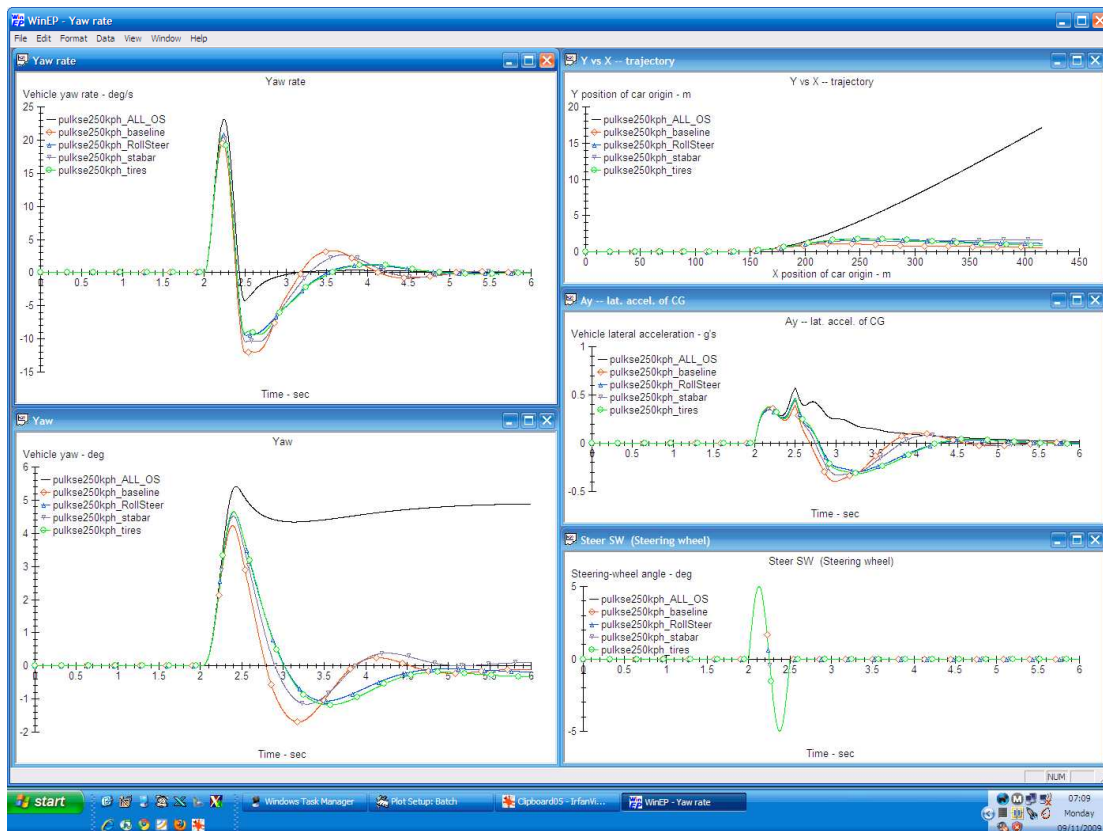 WinEP - Yaw rate
File Edit Format Data View Window Help
Yaw rate
Yaw rate
Vehicle yaw rate - deg/s
25
20
15
10
5
0
-5
-10
-15
pulkse250kph_ALL_OS
pulkse250kph_baseline
pulkse250kph_RollSteer
pulkse250kph_stabar
pulkse250kph_tires
0 0.5 1 1.5 2 2.5 3 3.5 4 4.5 5 5.5 6
Time - sec
Y vs X -- trajectory
Y vs X -- trajectory
Y position of car origin - m
20
15
10
5
0
pulkse250kph_ALL_OS
pulkse250kph_baseline
pulkse250kph_RollSteer
pulkse250kph_stabar
pulkse250kph_tires
0 50 100 150 200 250 300 350 400 450
X position of car origin - m
Ay -- lat. accel. of CG
Ay -- lat. accel. of CG
Vehicle lateral acceleration - g's
1
0.5
0
-0.5
pulkse250kph_ALL_OS
pulkse250kph_baseline
pulkse250kph_RollSteer
pulkse250kph_stabar
pulkse250kph_tires
0 0.5 1 1.5 2 2.5 3 3.5 4 4.5 5 5.5 6
Time - sec
Yaw
Yaw
Vehicle yaw - deg
6
5
4
3
2
1
0
-1
-2
pulkse250kph_ALL_OS
pulkse250kph_baseline
pulkse250kph_RollSteer
pulkse250kph_stabar
pulkse250kph_tires
0 0.5 1 1.5 2 2.5 3 3.5 4 4.5 5 5.5 6
Time - sec
Steer SW (Steering wheel)
Steer SW (Steering wheel)
Steering-wheel angle - deg
5
0
-5
pulkse250kph_ALL_OS
pulkse250kph_baseline
pulkse250kph_RollSteer
pulkse250kph_stabar
pulkse250kph_tires
0 0.5 1 1.5 2 2.5 3 3.5 4 4.5 5 5.5 6
Time - sec
NUM
start
Windows Task Manager
Plot Setup: Batch
Clipboard05 - IrfanVi...
WinEP - Yaw rate
07:09
Monday
09/11/2009